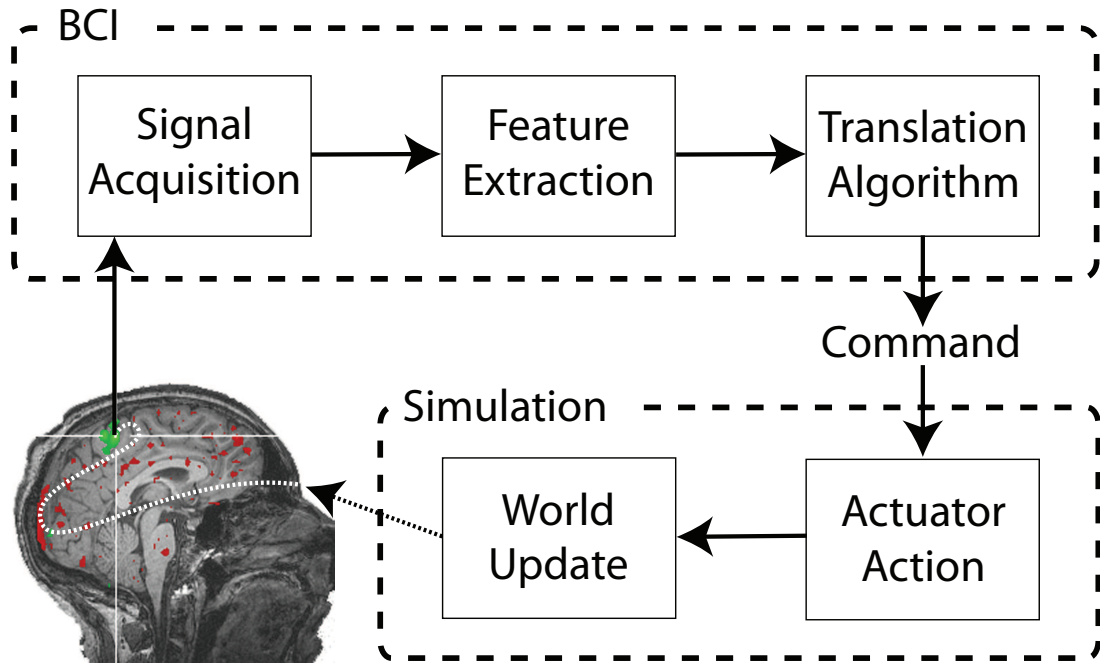 BCI
Signal
Acquisition
Feature
Extraction
Translation
Algorithm
Command
Simulation
World
Update
Actuator
Action